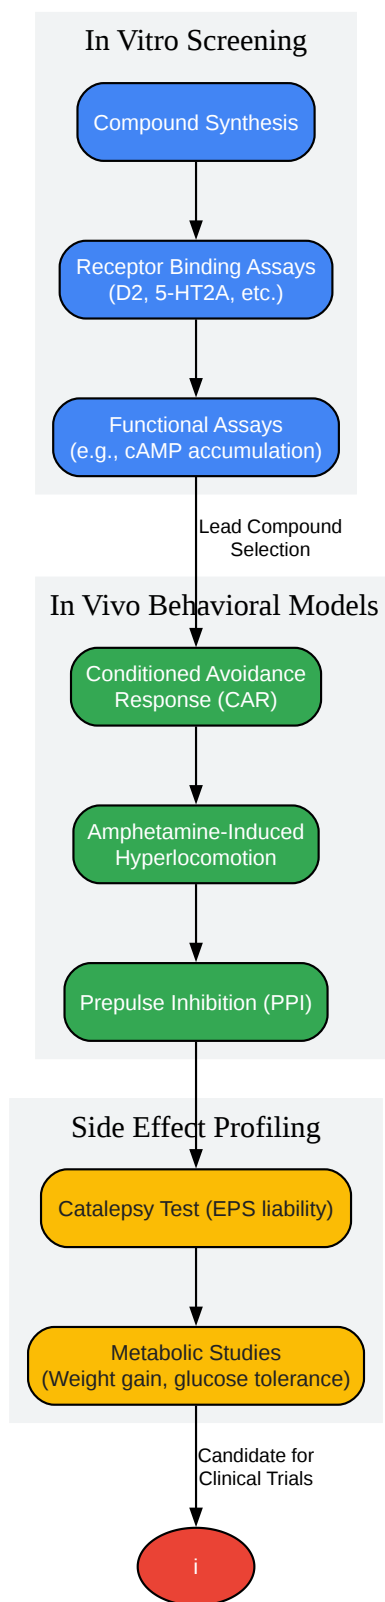 In Vitro Screening
Compound Synthesis
Receptor Binding Assays
(D2, 5-HT2A, etc.)
Functional Assays
(e.g., cAMP accumulation)
Lead Compound
Selection
In Vivo Behavioral Models
Conditioned Avoidance
Response (CAR)
Amphetamine-Induced
Hyperlocomotion
Prepulse Inhibition (PPI)
Side Effect Profiling
Catalepsy Test (EPS liability)
Metabolic Studies
(Weight gain, glucose tolerance)
Candidate for
Clinical Trials
i